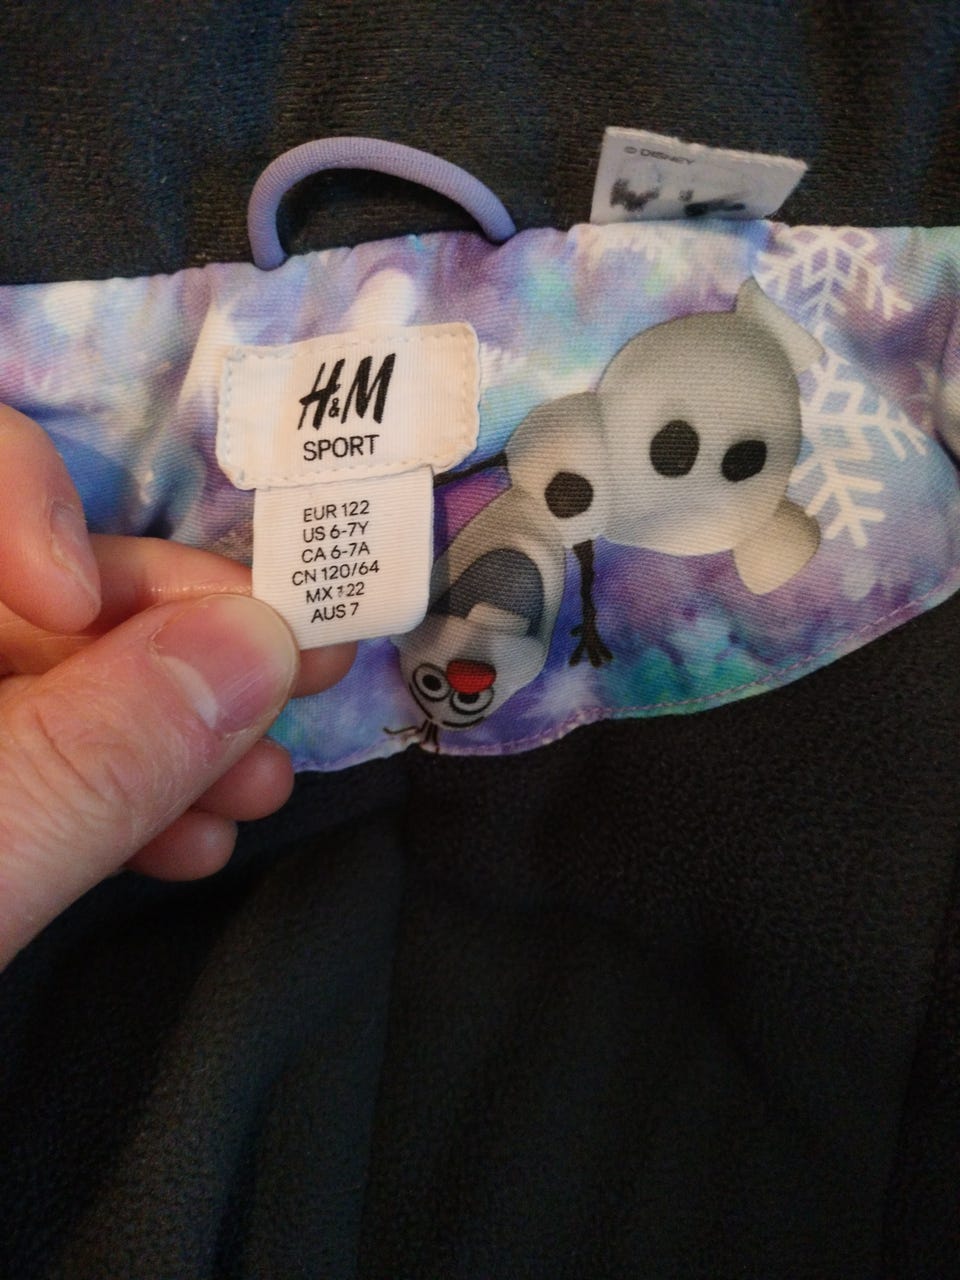 © DISNEY
H&M
SPORT
EUR 122
US 6-7Y
CA 6-7A
CN 120/64
MX 122
AUS 7